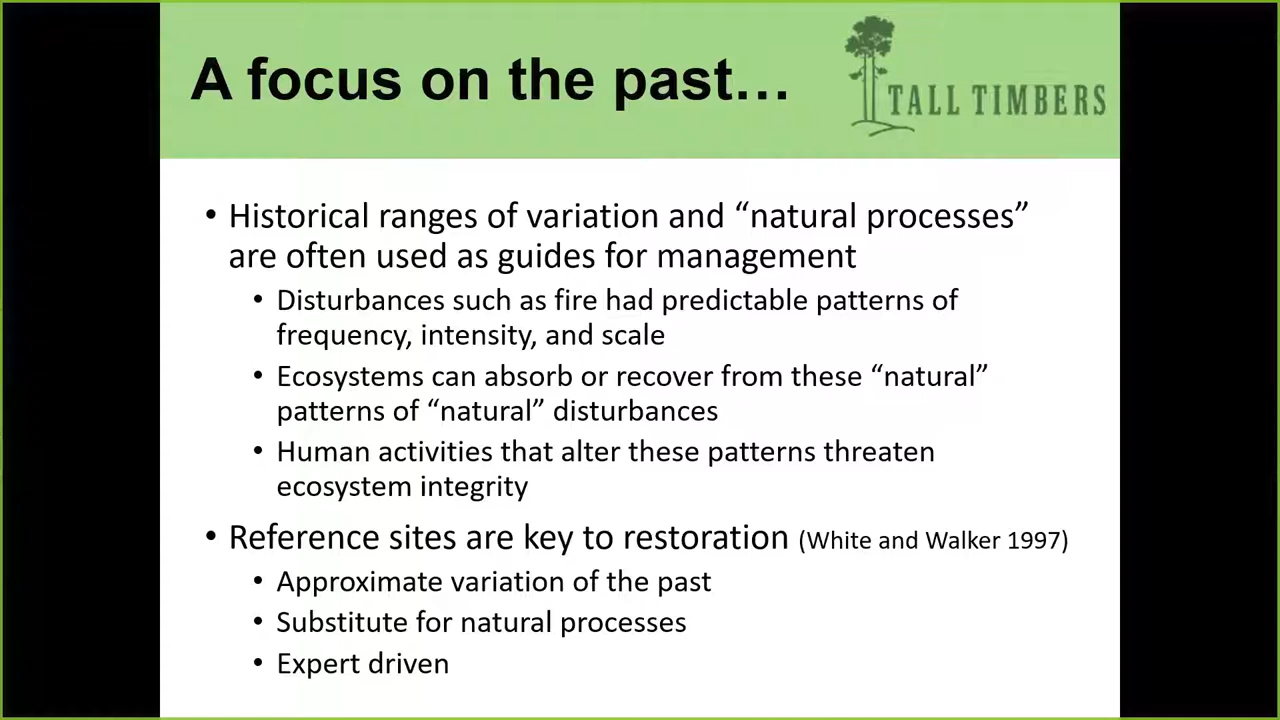 A focus on the past…
TALL TIMBERS
• Historical ranges of variation and “natural processes”
are often used as guides for management
• Disturbances such as fire had predictable patterns of
frequency, intensity, and scale
• Ecosystems can absorb or recover from these “natural”
patterns of “natural” disturbances
• Human activities that alter these patterns threaten
ecosystem integrity
• Reference sites are key to restoration (White and Walker 1997)
• Approximate variation of the past
• Substitute for natural processes
• Expert driven